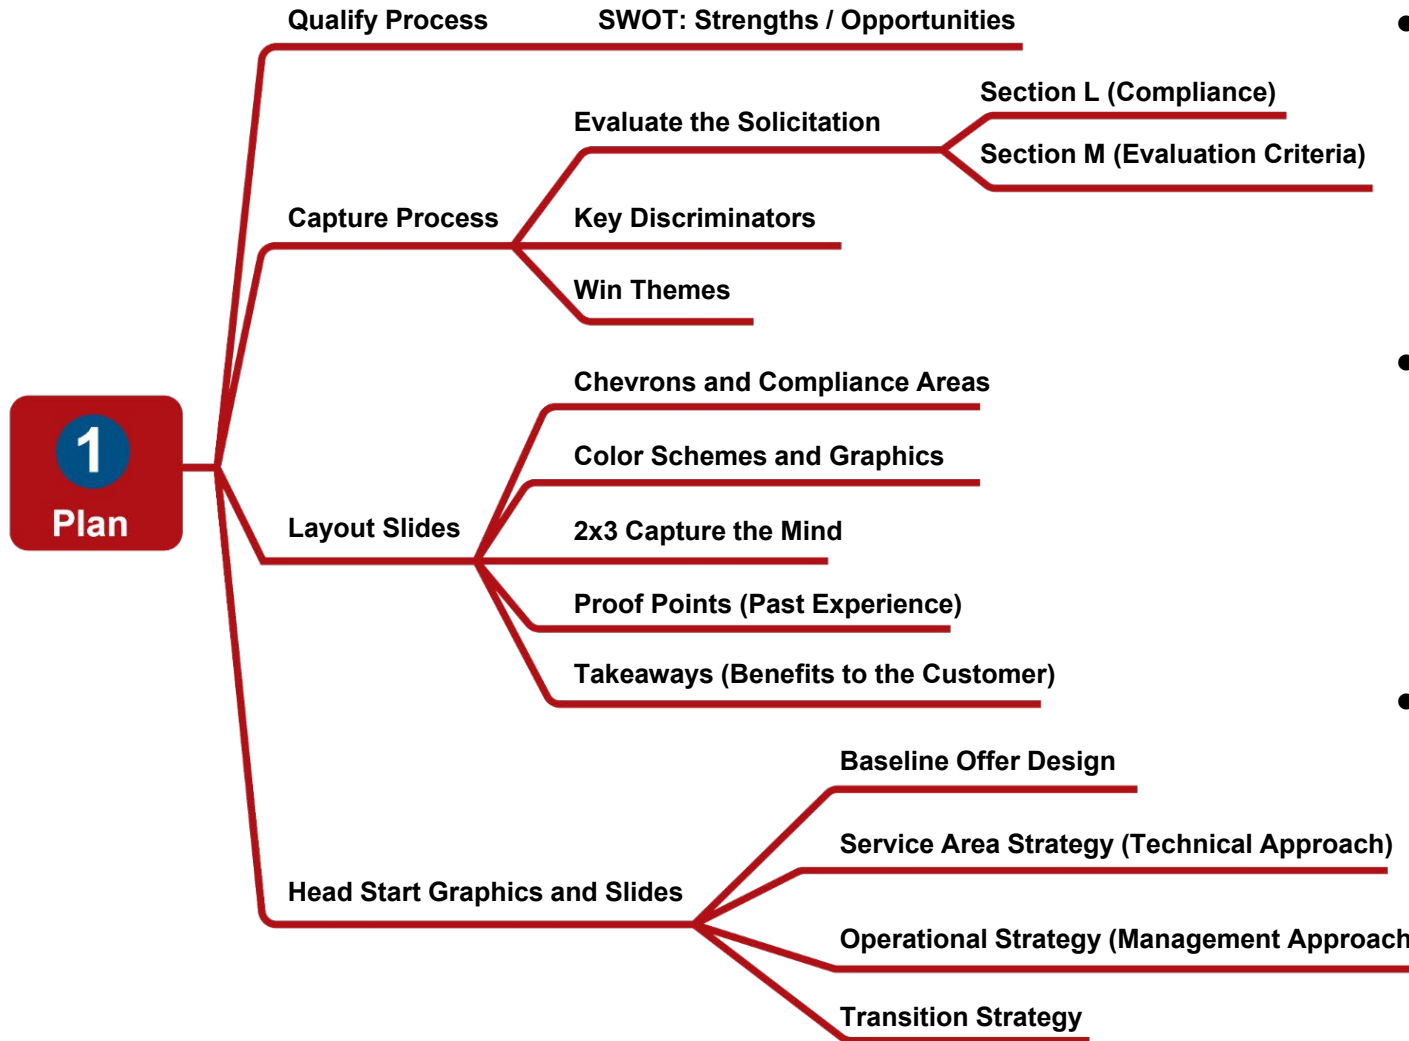 Qualify Process SWOT: Strengths / Opportunities
Section L (Compliance)
Evaluate the Solicitation
Section M (Evaluation Criteria)
Capture Process
Key Discriminators
Win Themes
1
Plan
Chevrons and Compliance Areas
Color Schemes and Graphics
Layout Slides
2x3 Capture the Mind
Proof Points (Past Experience)
Takeaways (Benefits to the Customer)
Baseline Offer Design
Service Area Strategy (Technical Approach)
Head Start Graphics and Slides
Operational Strategy (Management Approach
Transition Strategy